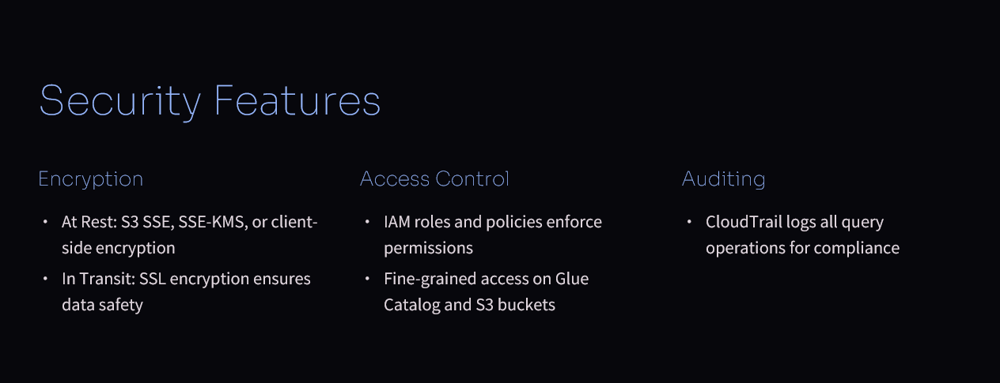 Security Features
Encryption
• At Rest: S3 SSE, SSE-KMS, or client-
side encryption
• In Transit: SSL encryption ensures
data safety
Access Control
• IAM roles and policies enforce
permissions
• Fine-grained access on Glue
Catalog and S3 buckets
Auditing
• CloudTrail logs all query
operations for compliance